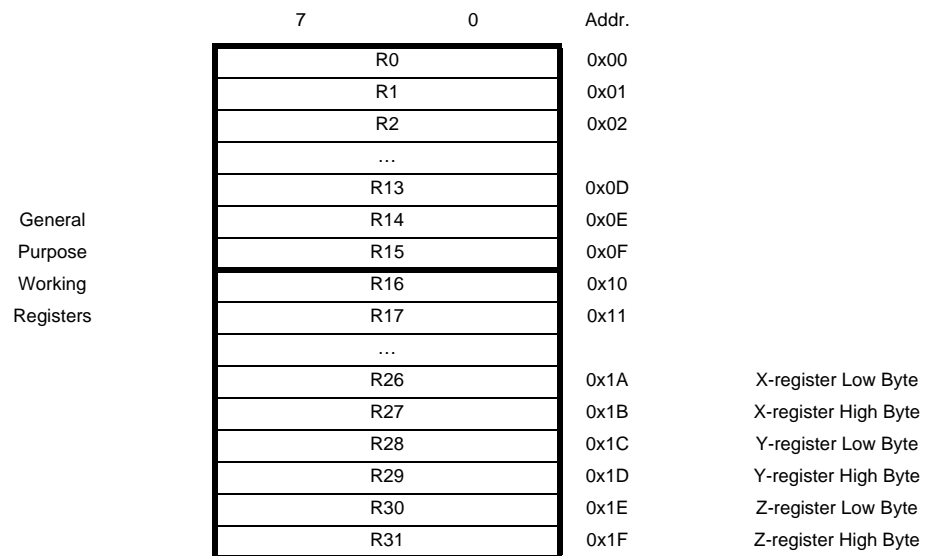 7 0 Addr.
R0 0x00
R1 0x01
R2 0x02
…
R13 0x0D
General R14 0x0E
Purpose R15 0x0F
Working R16 0x10
Registers R17 0x11
…
R26 0x1A X-register Low Byte
R27 0x1B X-register High Byte
R28 0x1C Y-register Low Byte
R29 0x1D Y-register High Byte
R30 0x1E Z-register Low Byte
R31 0x1F Z-register High Byte